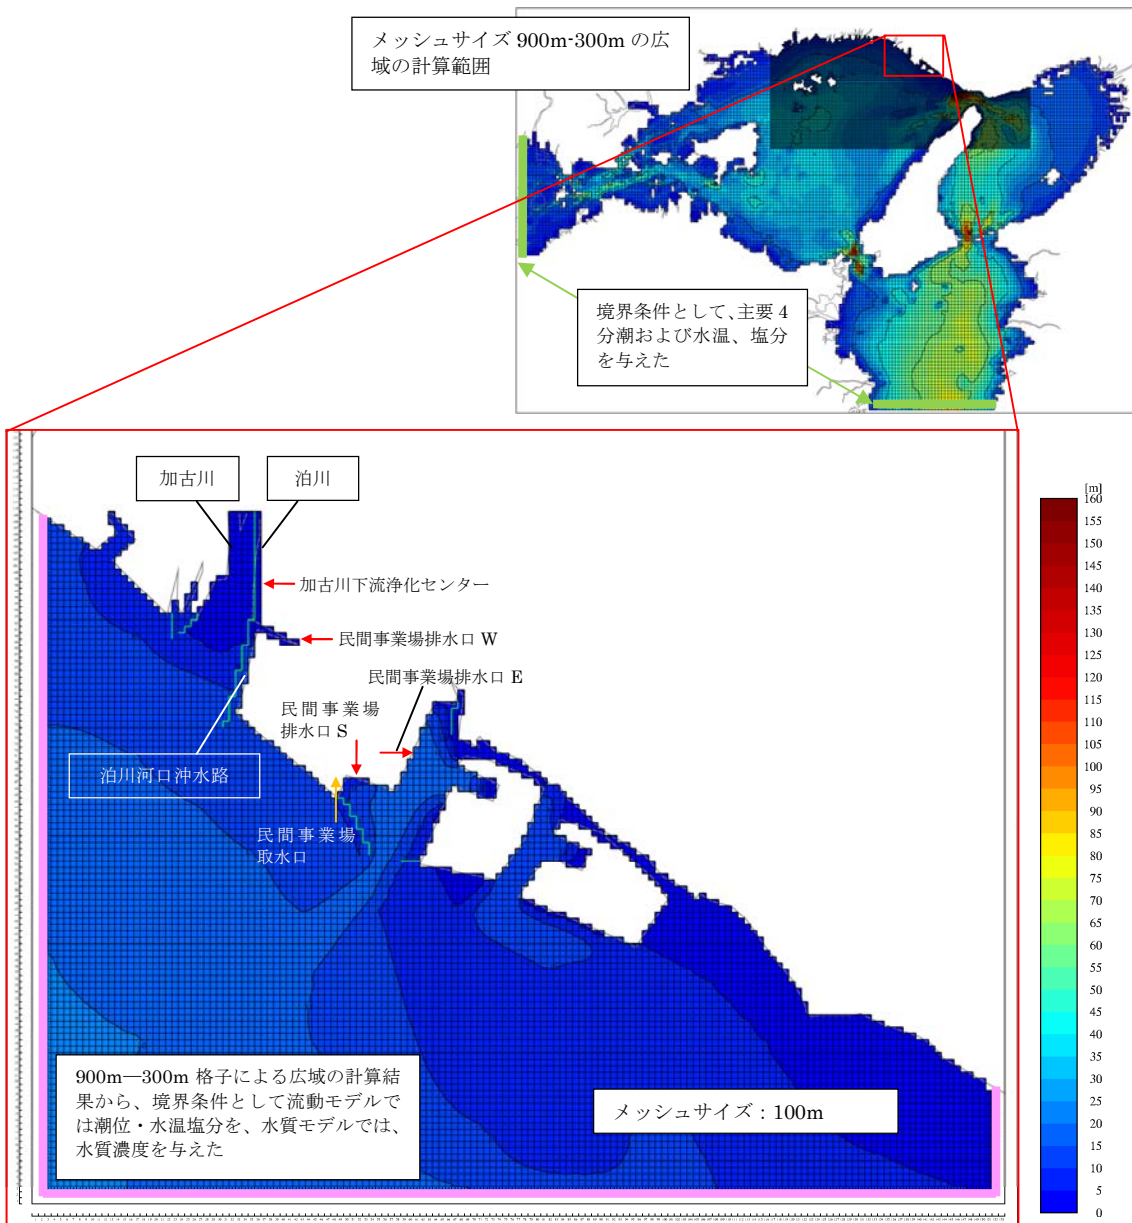 メッシュサイズ 900m-300m の広
域の計算範囲
境界条件として、主要 4
分潮および水温、塩分
を与えた
加古川
泊川
加古川下流浄化センター
民間事業場排水口 W
民間事業場排水口 E
民間事業場
排水口 S
泊川河口沖水路
民間事業場
取水口
900m―300m 格子による広域の計算結
果から、境界条件として流動モデルで
は潮位・水温塩分を、水質モデルでは、
水質濃度を与えた
メッシュサイズ：100m
[m]
160
155
150
145
140
135
130
125
120
115
110
105
100
95
90
85
80
75
70
65
60
55
50
45
40
35
30
25
20
15
10
5
0